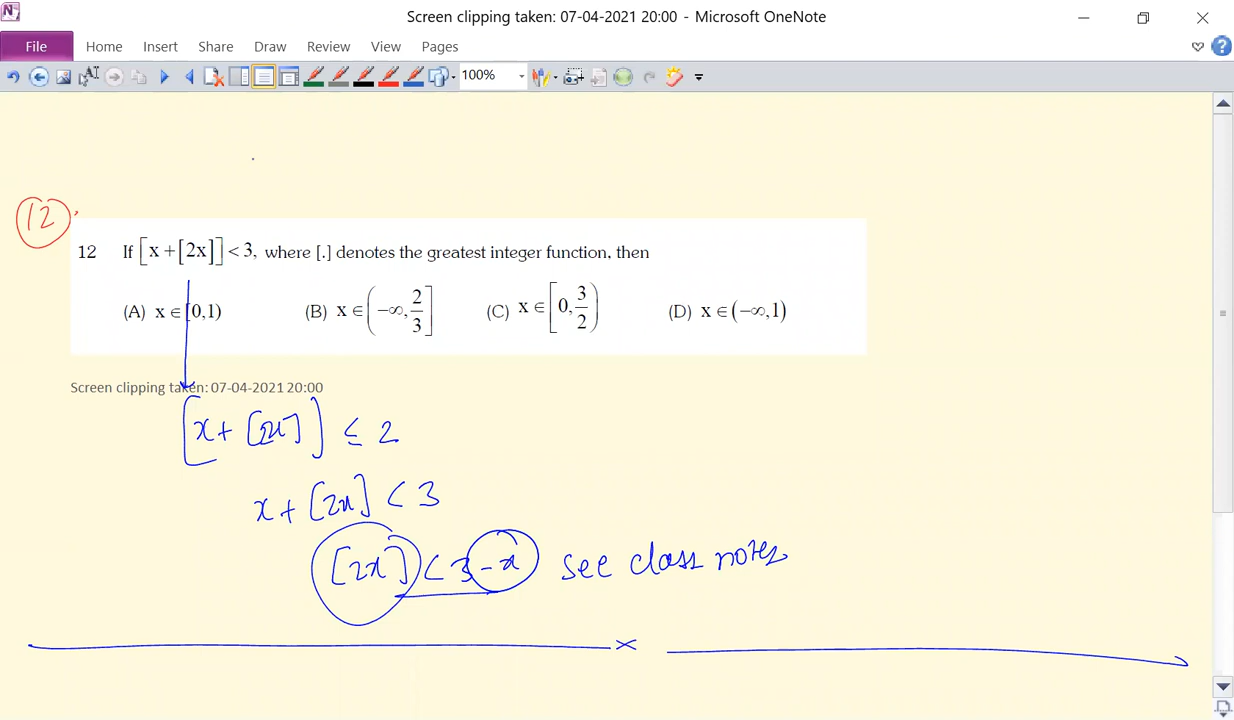 Screen clipping taken: 07-04-2021 20:00 - Microsoft OneNote
File Home Insert Share Draw Review View Pages
100%
(12)
12 If [x + [2x]] < 3, where [.] denotes the greatest integer function, then
(A) x ∈ [0,1) (B) x ∈ (-∞, 2/3] (C) x ∈ [0, 3/2) (D) x ∈ (-∞,1)
Screen clipping taken: 07-04-2021 20:00
[x + [2x]] ≤ 2
x + [2x] < 3
[2x] < 3 - x see class notes